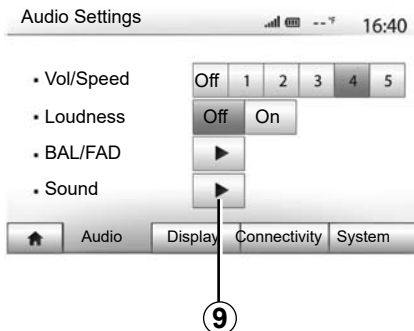 Audio Settings -- °F 16:40
• Vol/Speed Off 1 2 3 4 5
• Loudness Off On
• BAL/FAD
• Sound
Audio Display Connectivity System
9